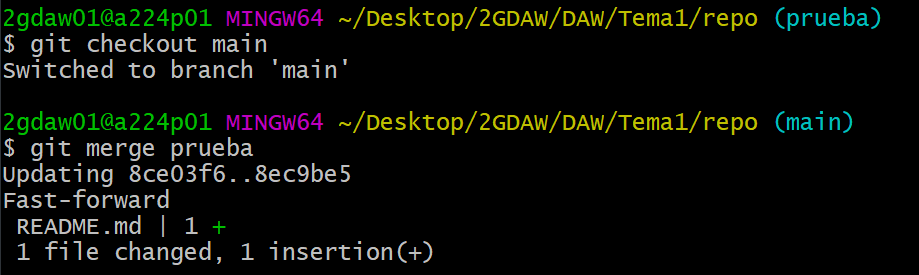 2gdaw01@a224p01 MINGW64 ~/Desktop/2GDAW/DAW/Tema1/repo (prueba)
$ git checkout main
Switched to branch 'main'

2gdaw01@a224p01 MINGW64 ~/Desktop/2GDAW/DAW/Tema1/repo (main)
$ git merge prueba
Updating 8ce03f6..8ec9be5
Fast-forward
 README.md | 1 +
 1 file changed, 1 insertion(+)